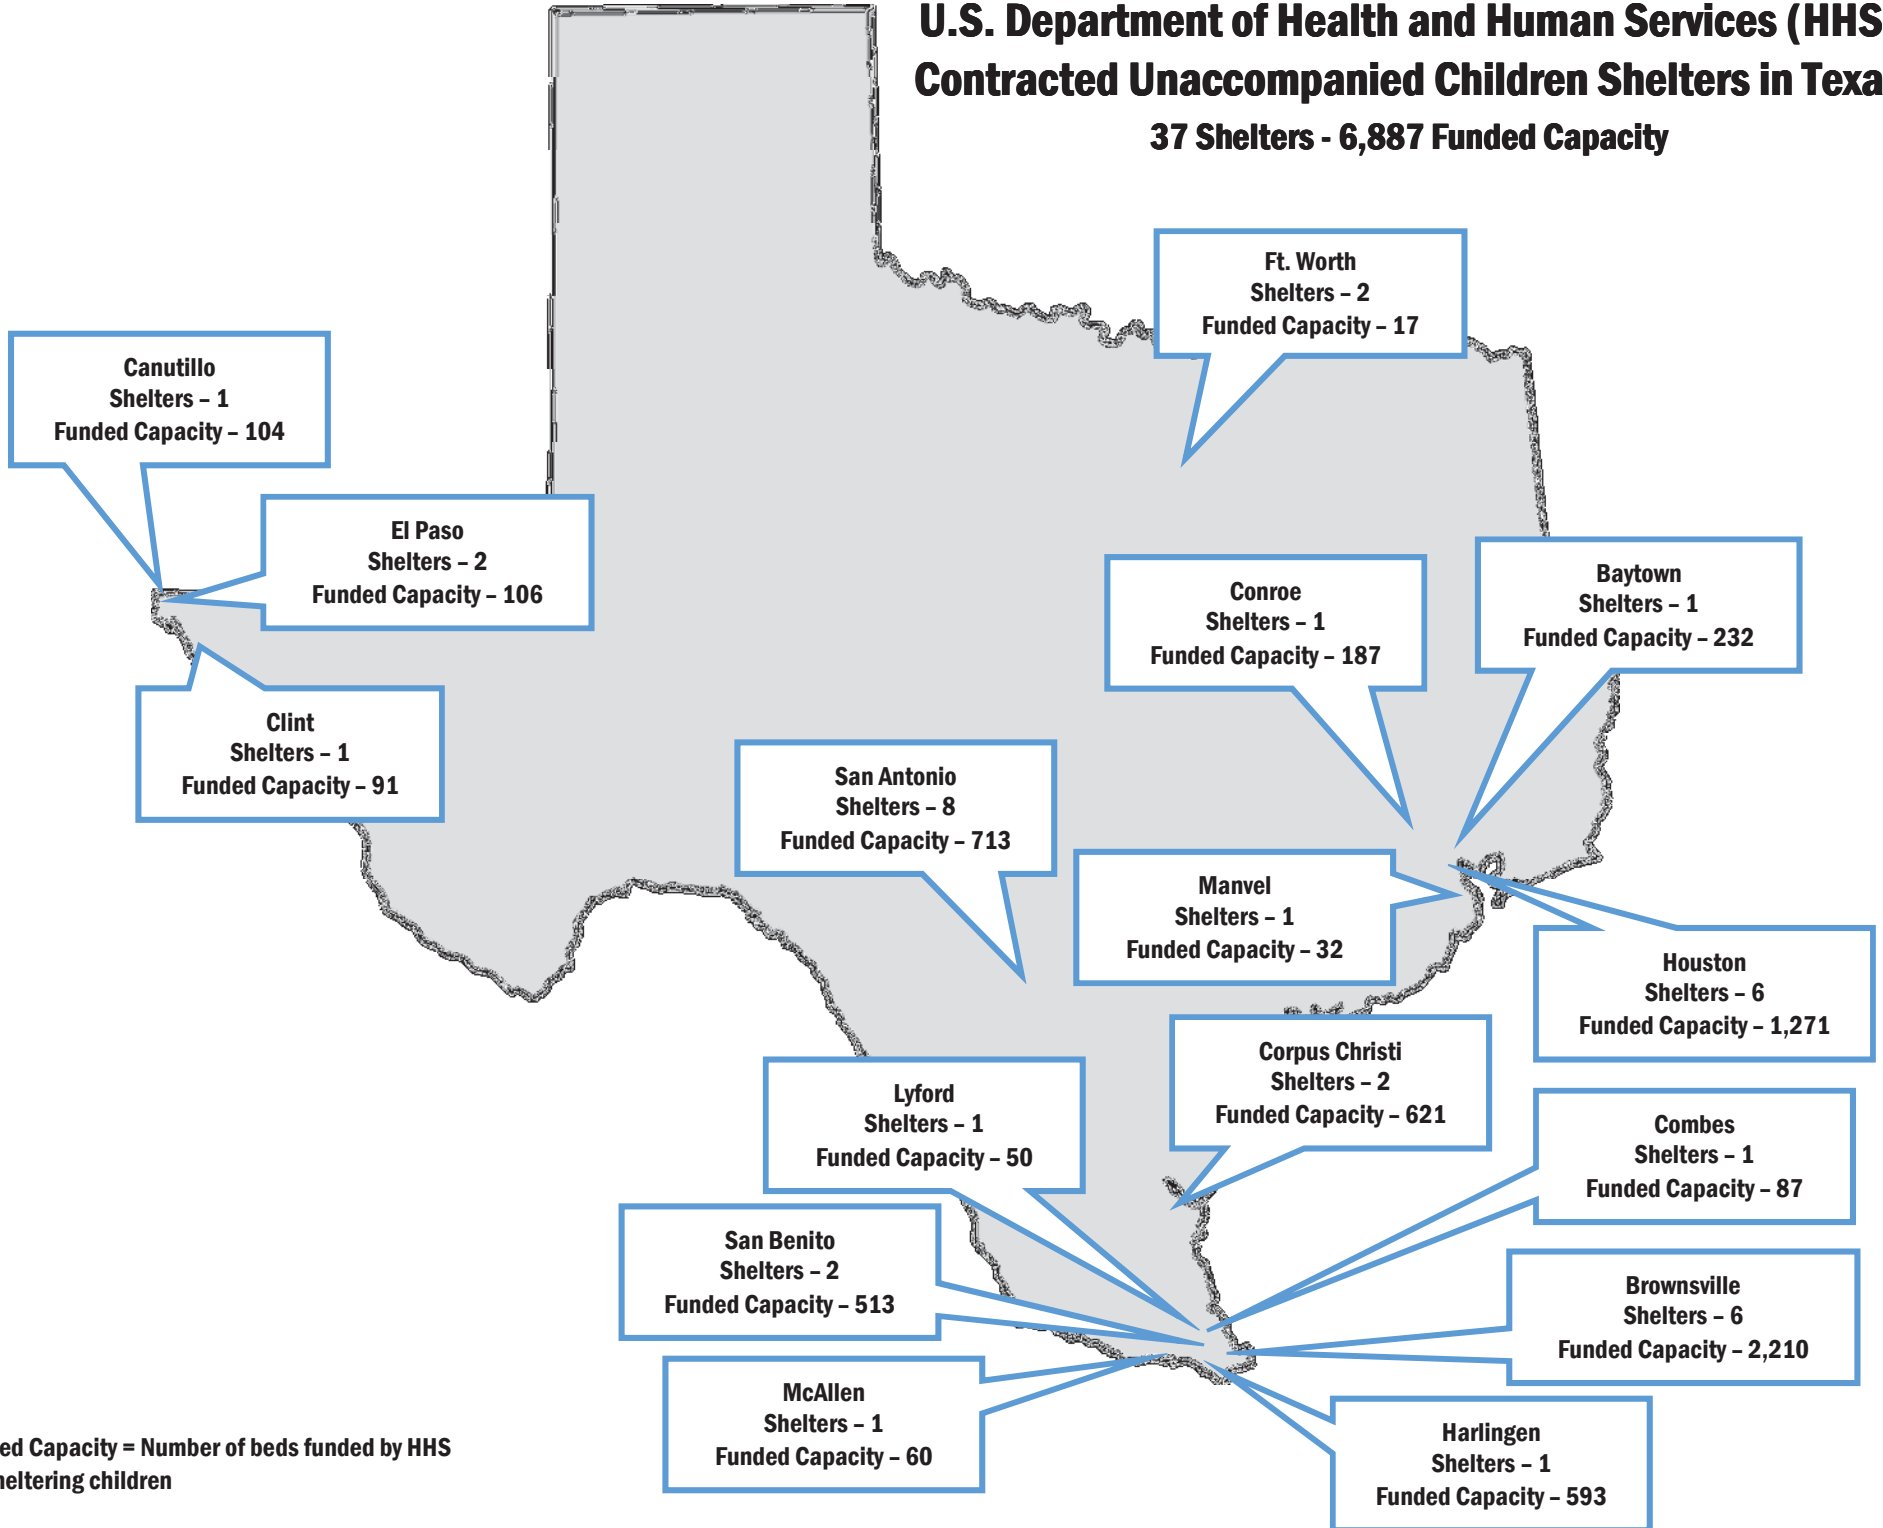 U.S. Department of Health and Human Services (HHS
Contracted Unaccompanied Children Shelters in Texa
37 Shelters - 6,887 Funded Capacity
Ft. Worth
Shelters – 2
Funded Capacity – 17
Canutillo
Shelters – 1
Funded Capacity – 104
El Paso
Shelters – 2
Funded Capacity – 106
Clint
Shelters – 1
Funded Capacity – 91
Conroe
Shelters – 1
Funded Capacity – 187
Baytown
Shelters – 1
Funded Capacity – 232
San Antonio
Shelters – 8
Funded Capacity – 713
Manvel
Shelters – 1
Funded Capacity – 32
Houston
Shelters – 6
Funded Capacity – 1,271
Corpus Christi
Shelters – 2
Funded Capacity – 621
Lyford
Shelters – 1
Funded Capacity – 50
Combes
Shelters – 1
Funded Capacity – 87
San Benito
Shelters – 2
Funded Capacity – 513
Brownsville
Shelters – 6
Funded Capacity – 2,210
McAllen
Shelters – 1
Funded Capacity – 60
Harlingen
Shelters – 1
Funded Capacity – 593
ed Capacity = Number of beds funded by HHS
heltering children